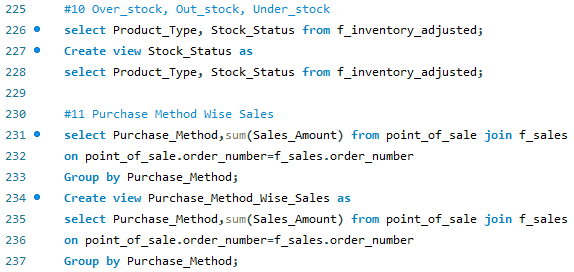 225 #10 Over_stock, Out_stock, Under_stock
226 select Product_Type, Stock_Status from f_inventory_adjusted;
227 Create view Stock_Status as
228 select Product_Type, Stock_Status from f_inventory_adjusted;
229
230 #11 Purchase Method Wise Sales
231 select Purchase_Method,sum(Sales_Amount) from point_of_sale join f_sales
232 on point_of_sale.order_number=f_sales.order_number
233 Group by Purchase_Method;
234 Create view Purchase_Method_Wise_Sales as
235 select Purchase_Method,sum(Sales_Amount) from point_of_sale join f_sales
236 on point_of_sale.order_number=f_sales.order_number
237 Group by Purchase_Method;